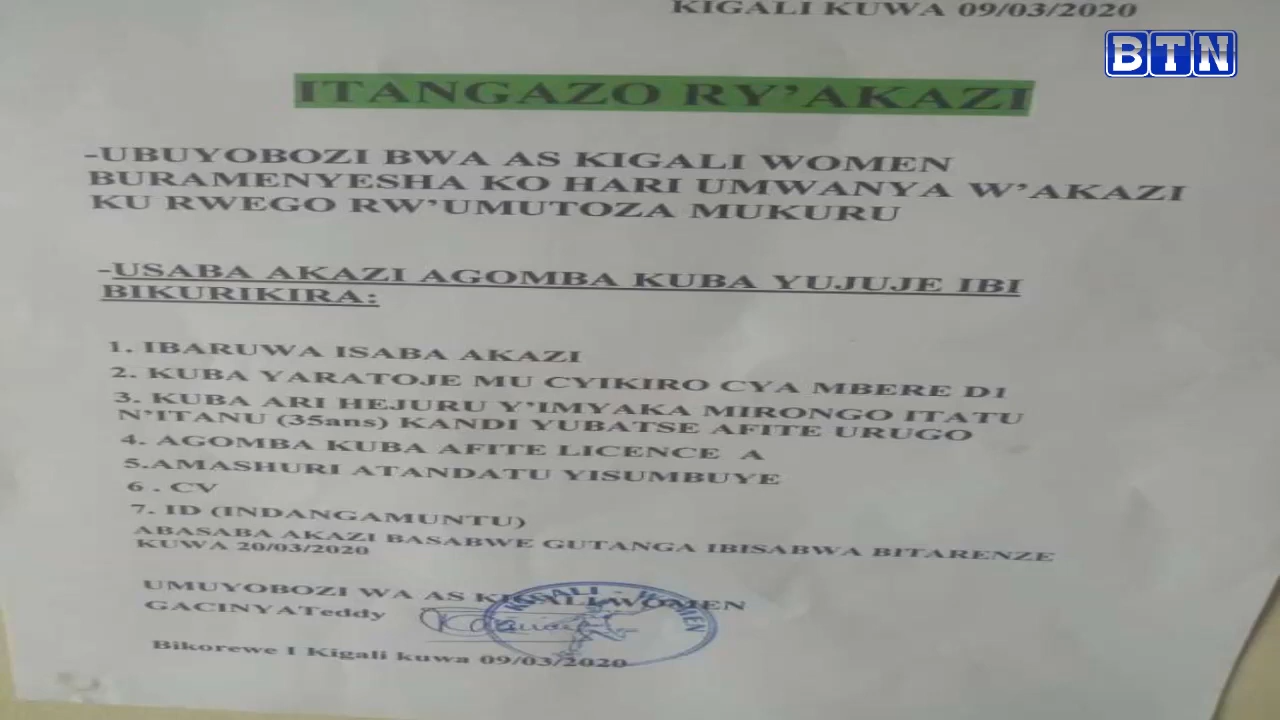 KIGALI KUWA 09/03/2020
BTN
ITANGAZO RY'AKAZI
-UBUYOBOZI BWA AS KIGALI WOMEN
BURAMENYESHA KO HARI UMWANYA W'AKAZI
KU RWEGO RW'UMUTOZA MUKURU
-USABA AKAZI AGOMBA KUBA YUJUJE IBI
BIKURIKIRA:
1. IBARUWA ISABA AKAZI
2. KUBA YARATOJE MU CYIKIRO CYA MBERE D1
3. KUBA ARI HEJURU Y'IMYAKA MIRONGO ITATU
N'ITANU (35ans) KANDI YUBATSE AFITE URUGO
4. AGOMBA KUBA AFITE LICENCE A
5.AMASHURI ATANDATU YISUMBUYE
6 . CV
7. ID (INDANGAMUNTU)
ABASABA AKAZI BASABWE GUTANGA IBISABWA BITARENZE
KUWA 20/03/2020
UMUYOBOZI WA AS KIGALI WOMEN
GACINYATeddy
KIGALI - WOMEN
Bikorewe I Kigali kuwa 09/03/2020